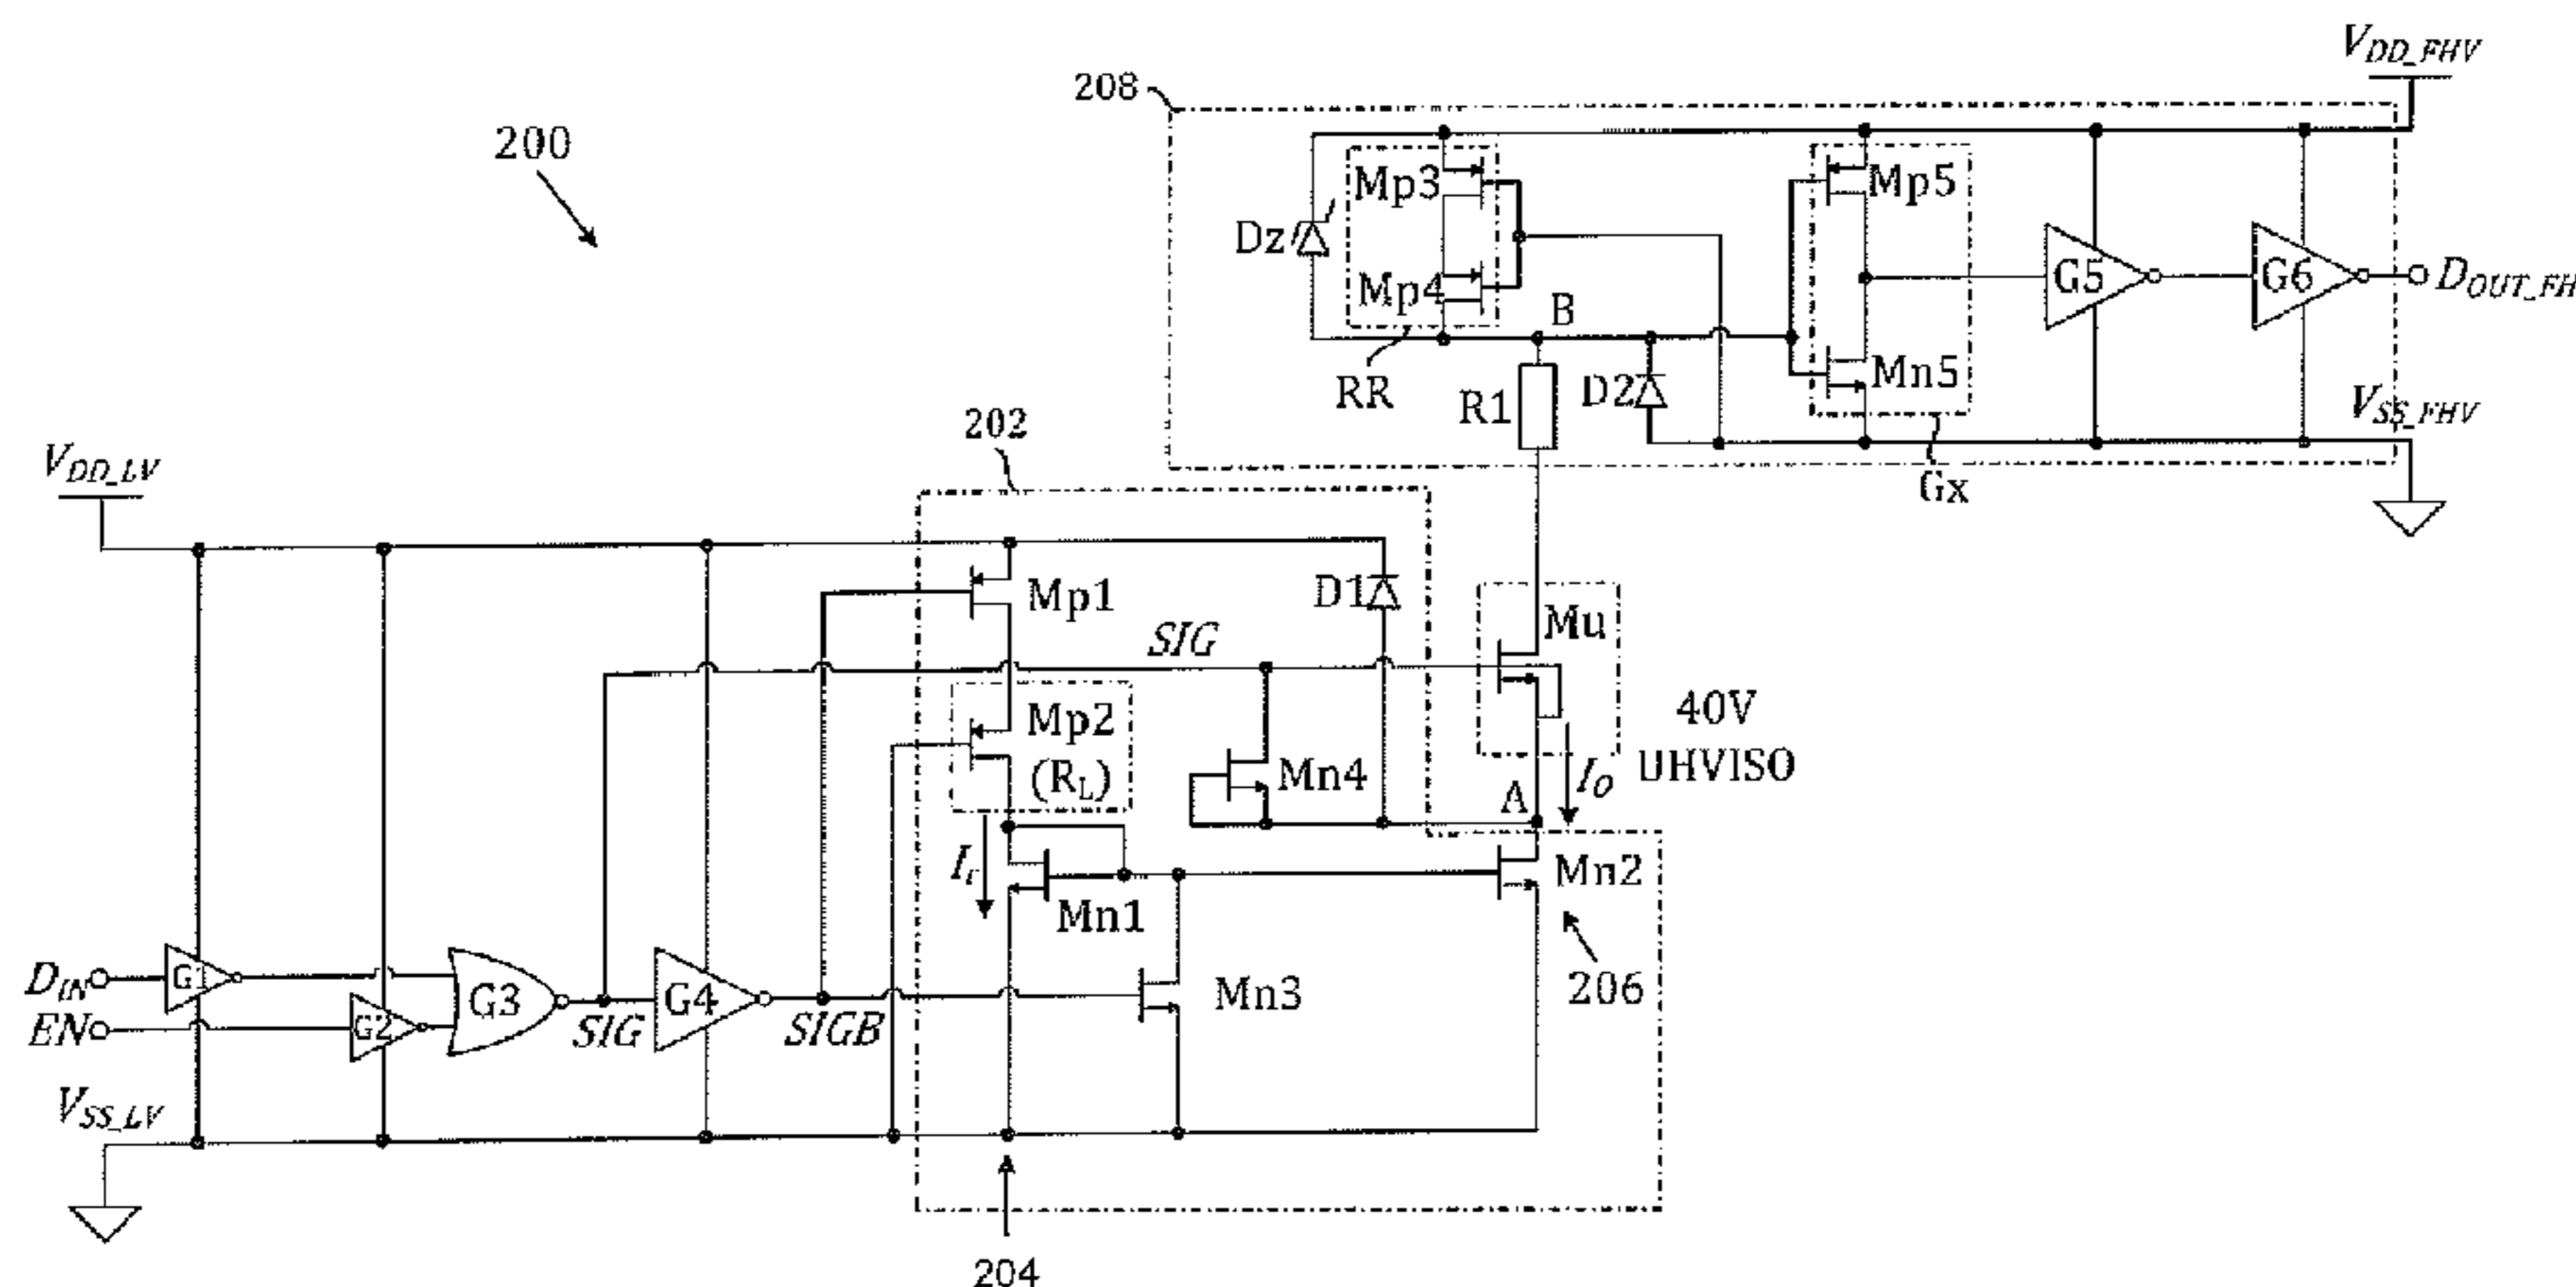 200
208
V_DD_FHV
Mp3
Mp5
Dz
Mp4
B
G5
G6
D_OUT_FH
RR
R1
D2
Mn5
V_SS_FHV
Gx
202
V_DD_LV
Mp1
D1
SIG
Mu
Mp2
(R_L)
Mn4
40V
UHVISO
I_O
A
Mn1
Mn2
206
D_IN
G1
EN
G2
G3
SIG
G4
SIGB
Mn3
V_SS_LV
204